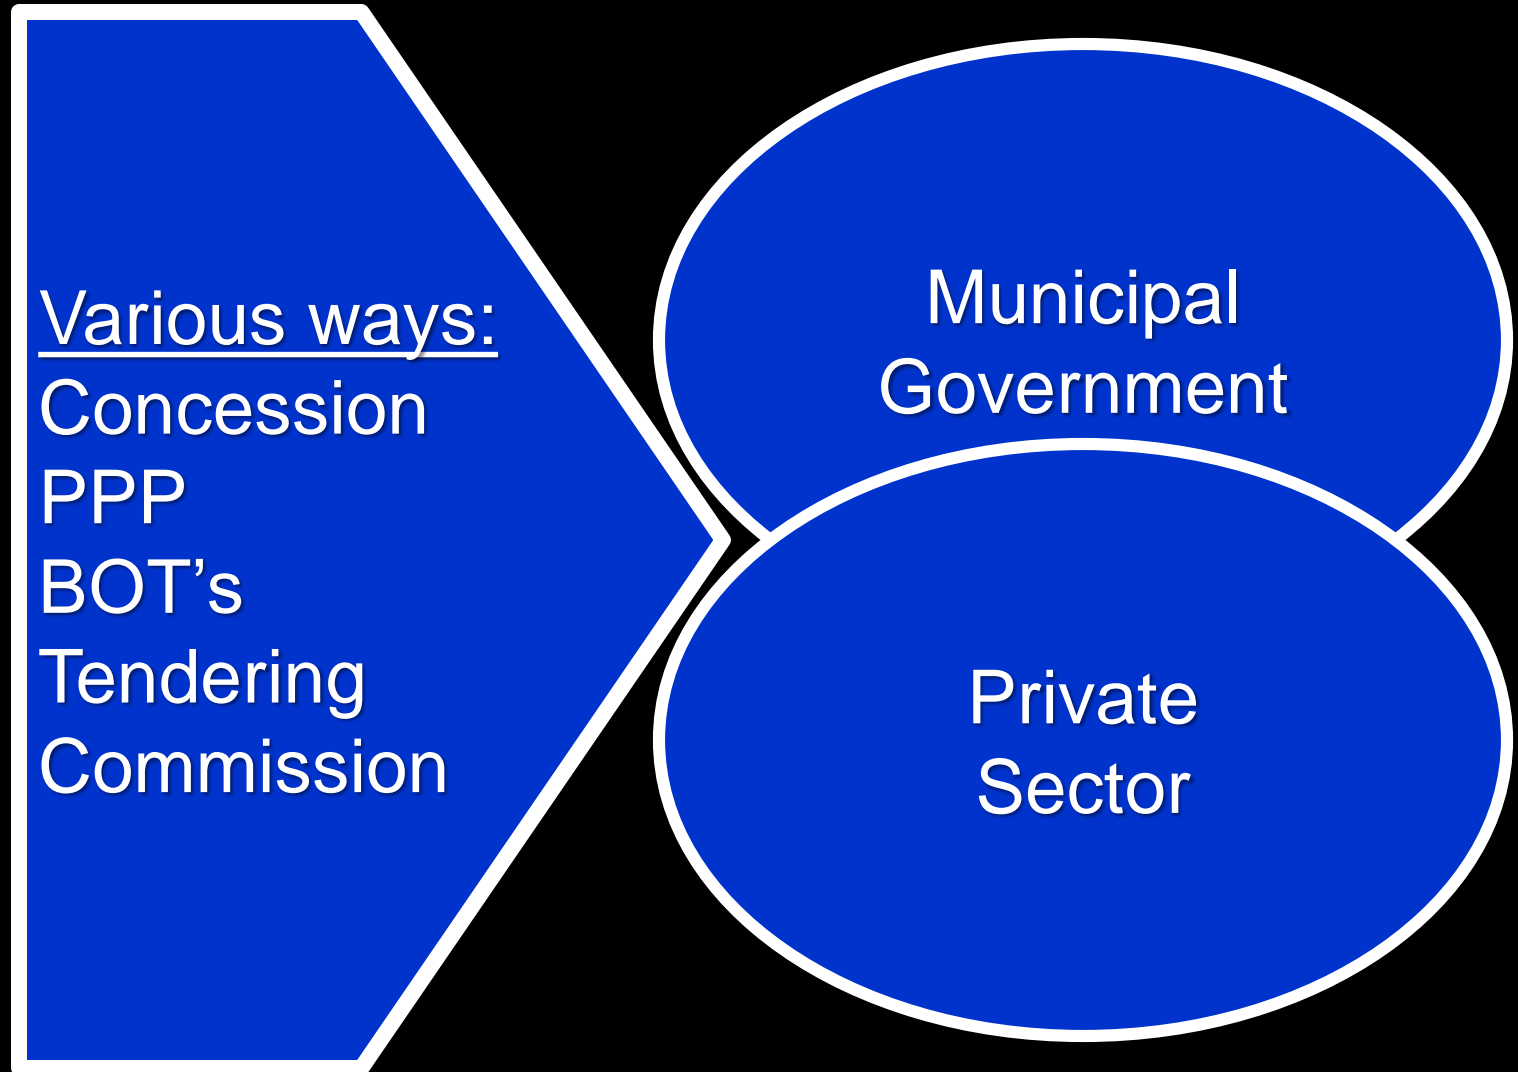 Various ways:
Concession
PPP
BOT’s
Tendering
Commission
Municipal
Government
Private
Sector